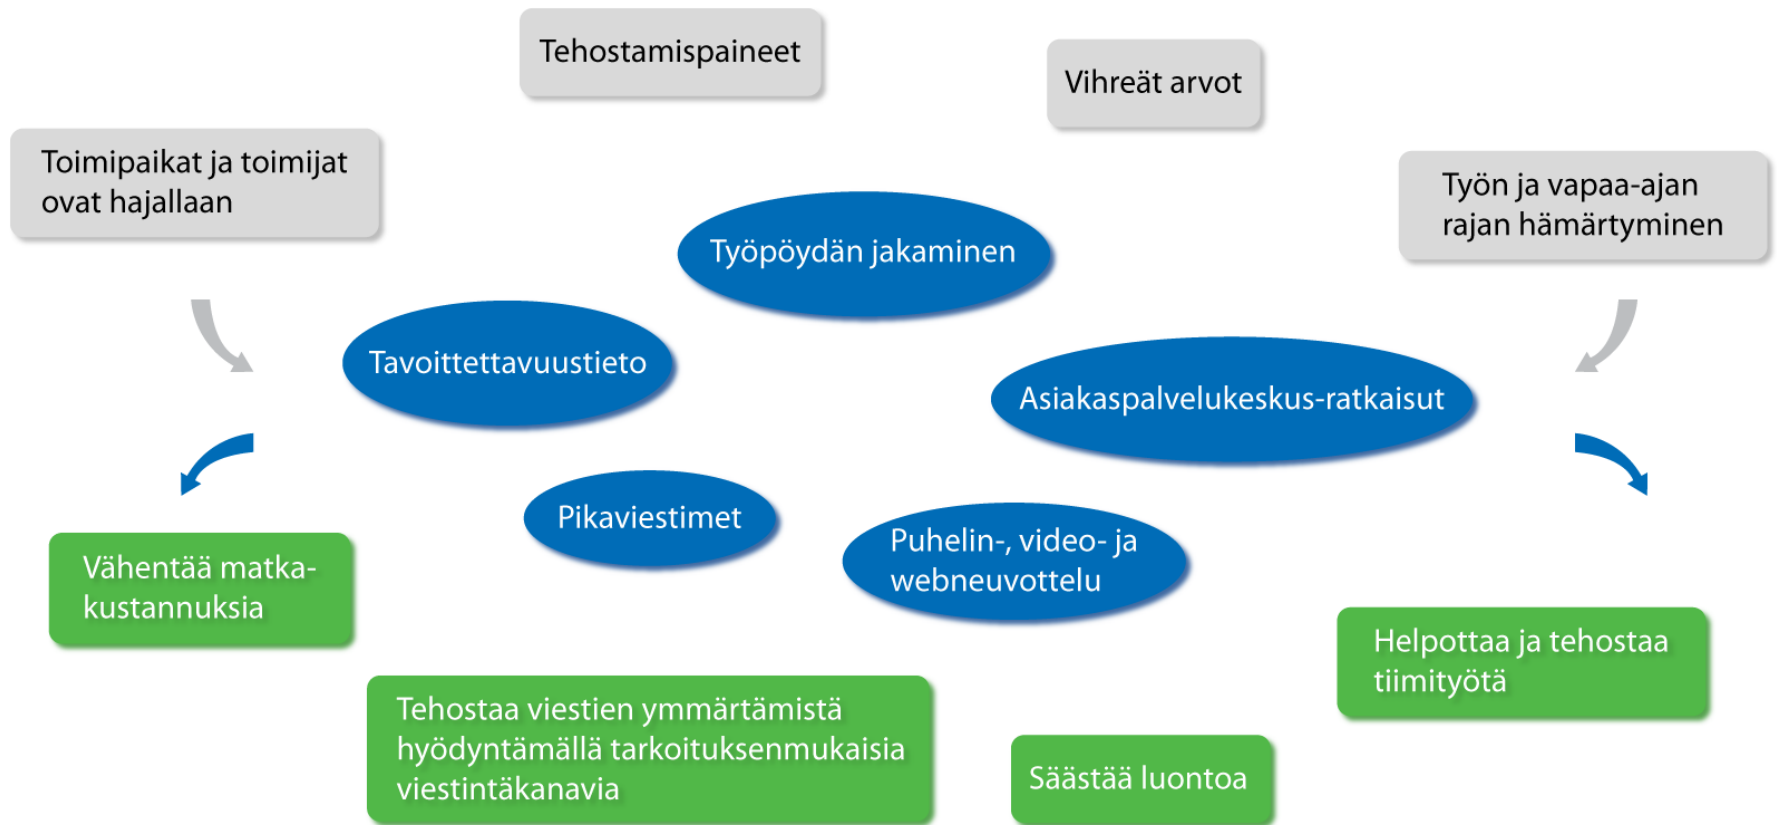 Tehostamispaineet
Vihreät arvot
Toimipaikat ja toimijat
ovat hajallaan
Työn ja vapaa-ajan
rajan hämärtyminen
Työpöydän jakaminen
Tavoittettavuustieto
Asiakaspalvelukeskus-ratkaisut
Pikaviestimet
Puhelin-, video- ja
webneuvottelu
Vähentää matka-
kustannuksia
Helpottaa ja tehostaa
tiimityötä
Tehostaa viestien ymmärtämistä
hyödyntämällä tarkoituksenmukaisia
viestintäkanavia
Säästää luontoa